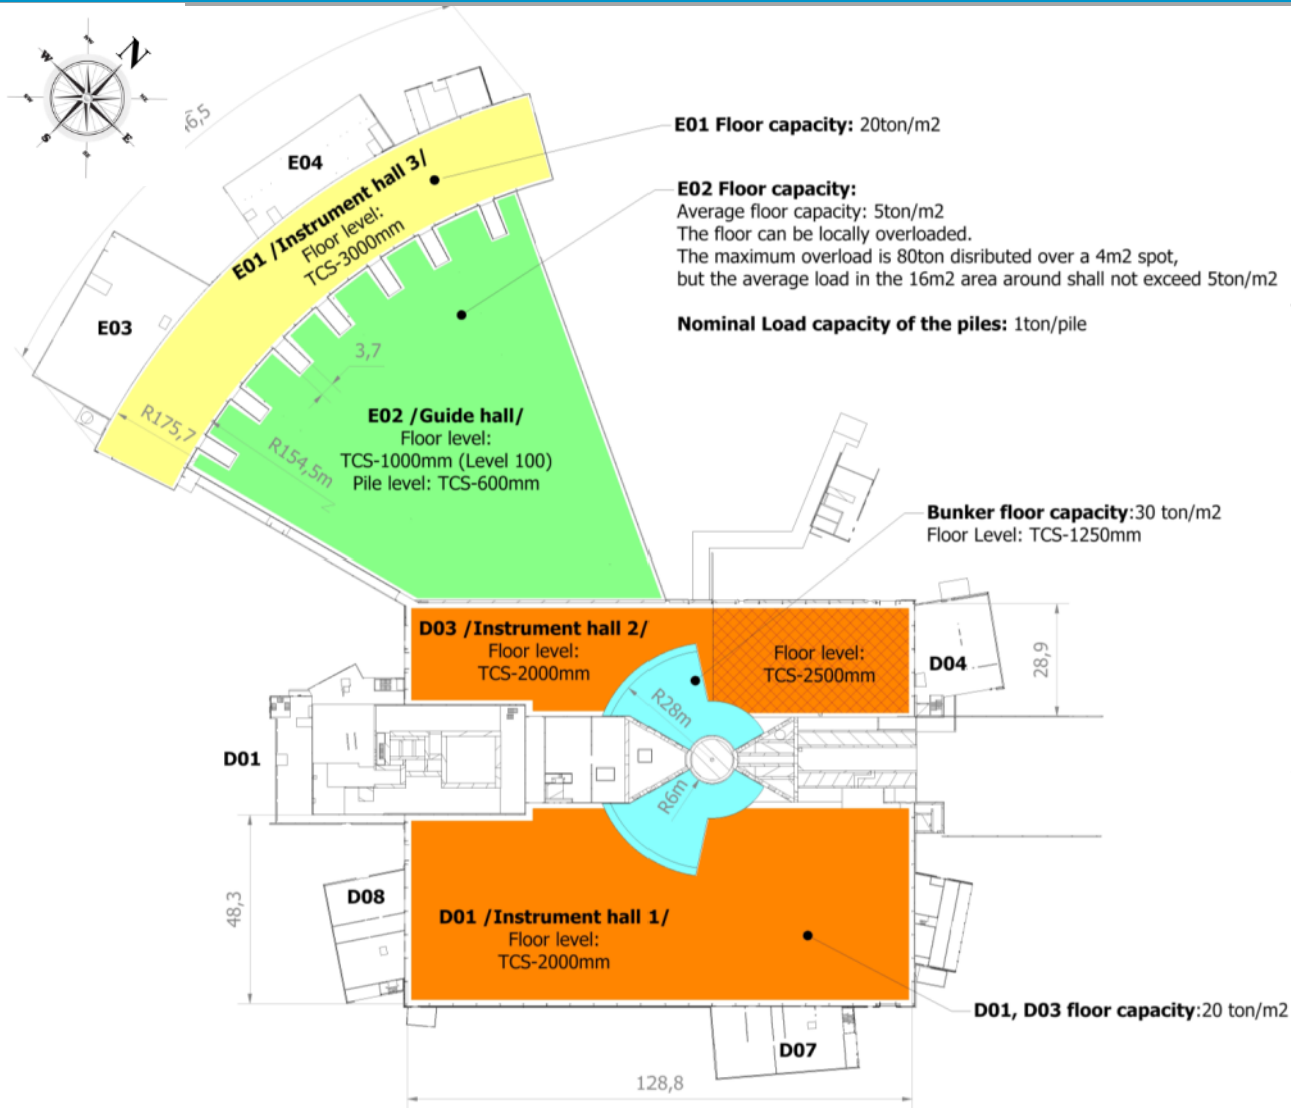 N
W
S
E
6,5
E01 Floor capacity: 20ton/m2
E04
E01 /Instrument hall 3/
Floor level:
TCS-3000mm
E02 Floor capacity:
Average floor capacity: 5ton/m2
The floor can be locally overloaded.
The maximum overload is 80ton disributed over a 4m2 spot,
but the average load in the 16m2 area around shall not exceed 5ton/m2
Nominal Load capacity of the piles: 1ton/pile
E03
3,7
R175,7
R154,5m
E02 /Guide hall/
Floor level:
TCS-1000mm (Level 100)
Pile level: TCS-600mm
Bunker floor capacity:30 ton/m2
Floor Level: TCS-1250mm
D03 /Instrument hall 2/
Floor level:
TCS-2000mm
Floor level:
TCS-2500mm
D04
28,9
R28m
D01
R6m
48,3
D08
D01 /Instrument hall 1/
Floor level:
TCS-2000mm
D01, D03 floor capacity:20 ton/m2
D07
128,8